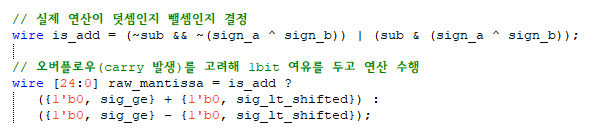 // 실제 연산이 덧셈인지 뺄셈인지 결정
wire is_add = (~sub && ~(sign_a ^ sign_b)) | (sub & (sign_a ^ sign_b));
// 오버플로우(carry 발생)를 고려해 1bit 여유를 두고 연산 수행
wire [24:0] raw_mantissa = is_add ?
({1'b0, sig_ge} + {1'b0, sig_lt_shifted}) :
({1'b0, sig_ge} - {1'b0, sig_lt_shifted});